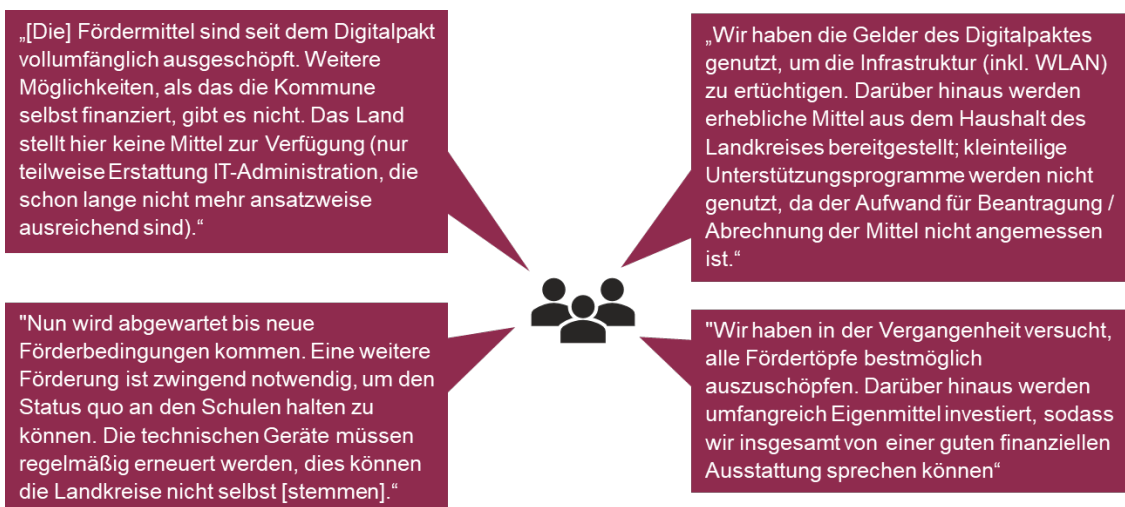 „[Die] Fördermittel sind seit dem Digitalpakt
vollumfänglich ausgeschöpft. Weitere
Möglichkeiten, als das die Kommune
selbst finanziert, gibt es nicht. Das Land
stellt hier keine Mittel zur Verfügung (nur
teilweise Erstattung IT-Administration, die
schon lange nicht mehr ansatzweise
ausreichend sind).“
„Wir haben die Gelder des Digitalpaktes
genutzt, um die Infrastruktur (inkl. WLAN)
zu ertüchtigen. Darüber hinaus werden
erhebliche Mittel aus dem Haushalt des
Landkreises bereitgestellt; kleinteilige
Unterstützungsprogramme werden nicht
genutzt, da der Aufwand für Beantragung /
Abrechnung der Mittel nicht angemessen
ist.“
"Nun wird abgewartet bis neue
Förderbedingungen kommen. Eine weitere
Förderung ist zwingend notwendig, um den
Status quo an den Schulen halten zu
können. Die technischen Geräte müssen
regelmäßig erneuert werden, dies können
die Landkreise nicht selbst [stemmen].“
"Wir haben in der Vergangenheit versucht,
alle Fördertöpfe bestmöglich
auszuschöpfen. Darüber hinaus werden
umfangreich Eigenmittel investiert, sodass
wir insgesamt von einer guten finanziellen
Ausstattung sprechen können“